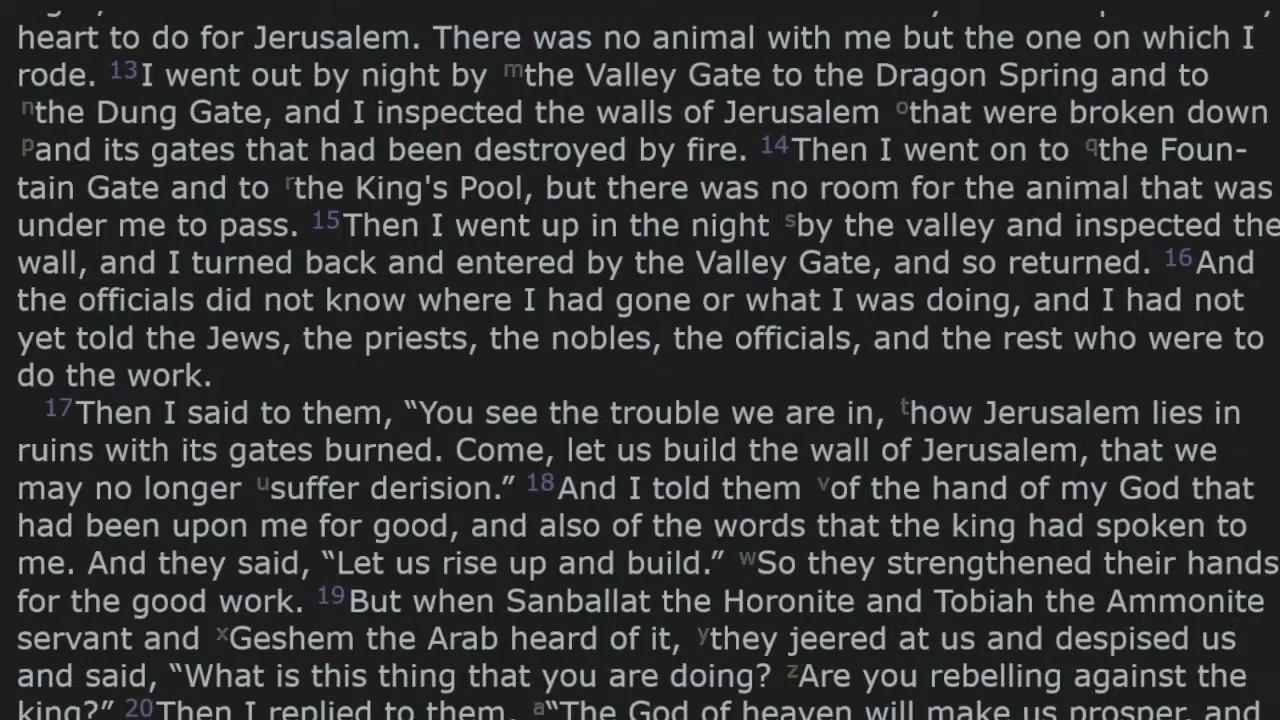 heart to do for Jerusalem. There was no animal with me but the one on which I
rode. 13I went out by night by mthe Valley Gate to the Dragon Spring and to
nthe Dung Gate, and I inspected the walls of Jerusalem othat were broken down
pand its gates that had been destroyed by fire. 14Then I went on to qthe Foun-
tain Gate and to rthe King's Pool, but there was no room for the animal that was
under me to pass. 15Then I went up in the night sby the valley and inspected the
wall, and I turned back and entered by the Valley Gate, and so returned. 16And
the officials did not know where I had gone or what I was doing, and I had not
yet told the Jews, the priests, the nobles, the officials, and the rest who were to
do the work.
17Then I said to them, “You see the trouble we are in, thow Jerusalem lies in
ruins with its gates burned. Come, let us build the wall of Jerusalem, that we
may no longer usuffer derision.” 18And I told them vof the hand of my God that
had been upon me for good, and also of the words that the king had spoken to
me. And they said, “Let us rise up and build.” wSo they strengthened their hands
for the good work. 19But when Sanballat the Horonite and Tobiah the Ammonite
servant and xGeshem the Arab heard of it, ythey jeered at us and despised us
and said, “What is this thing that you are doing? zAre you rebelling against the
king?” 20Then I replied to them, a“The God of heaven will make us prosper, and